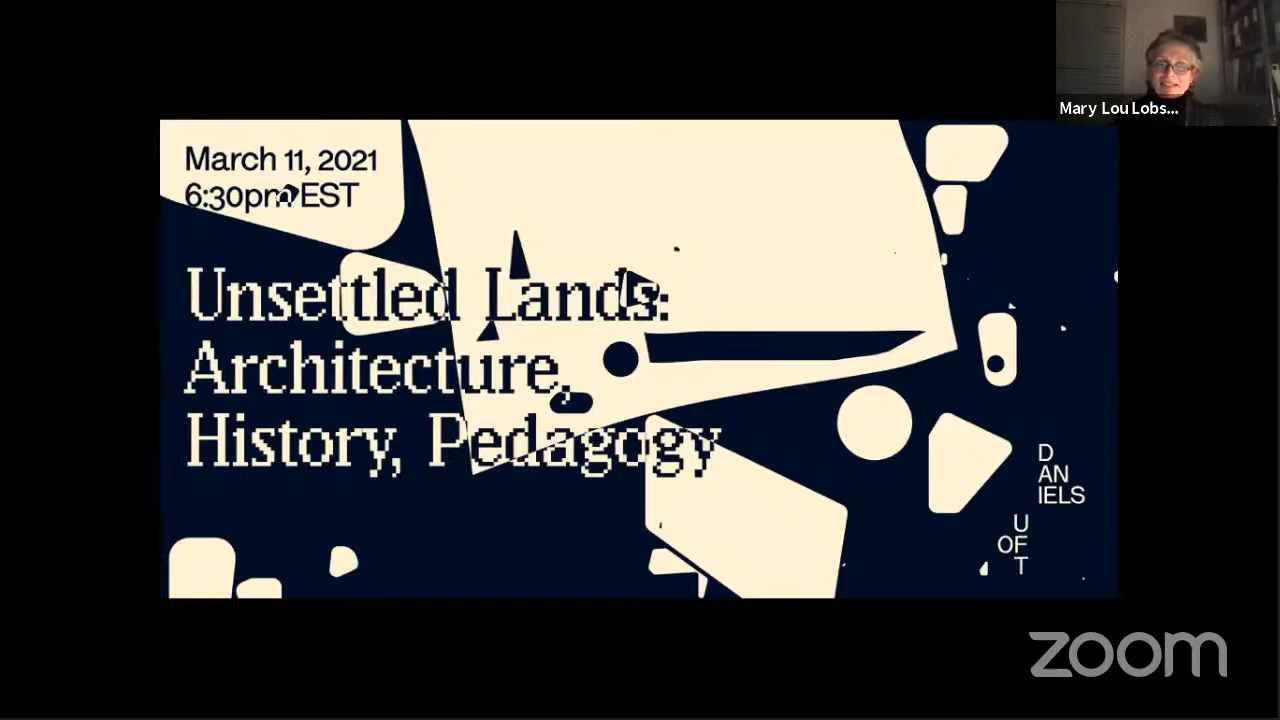 Mary Lou Lobs...
March 11, 2021
6:30pm EST
Unsettled Lands:
Architecture,
History, Pedagogy
D
AN
IELS
U
OF
T
zoom